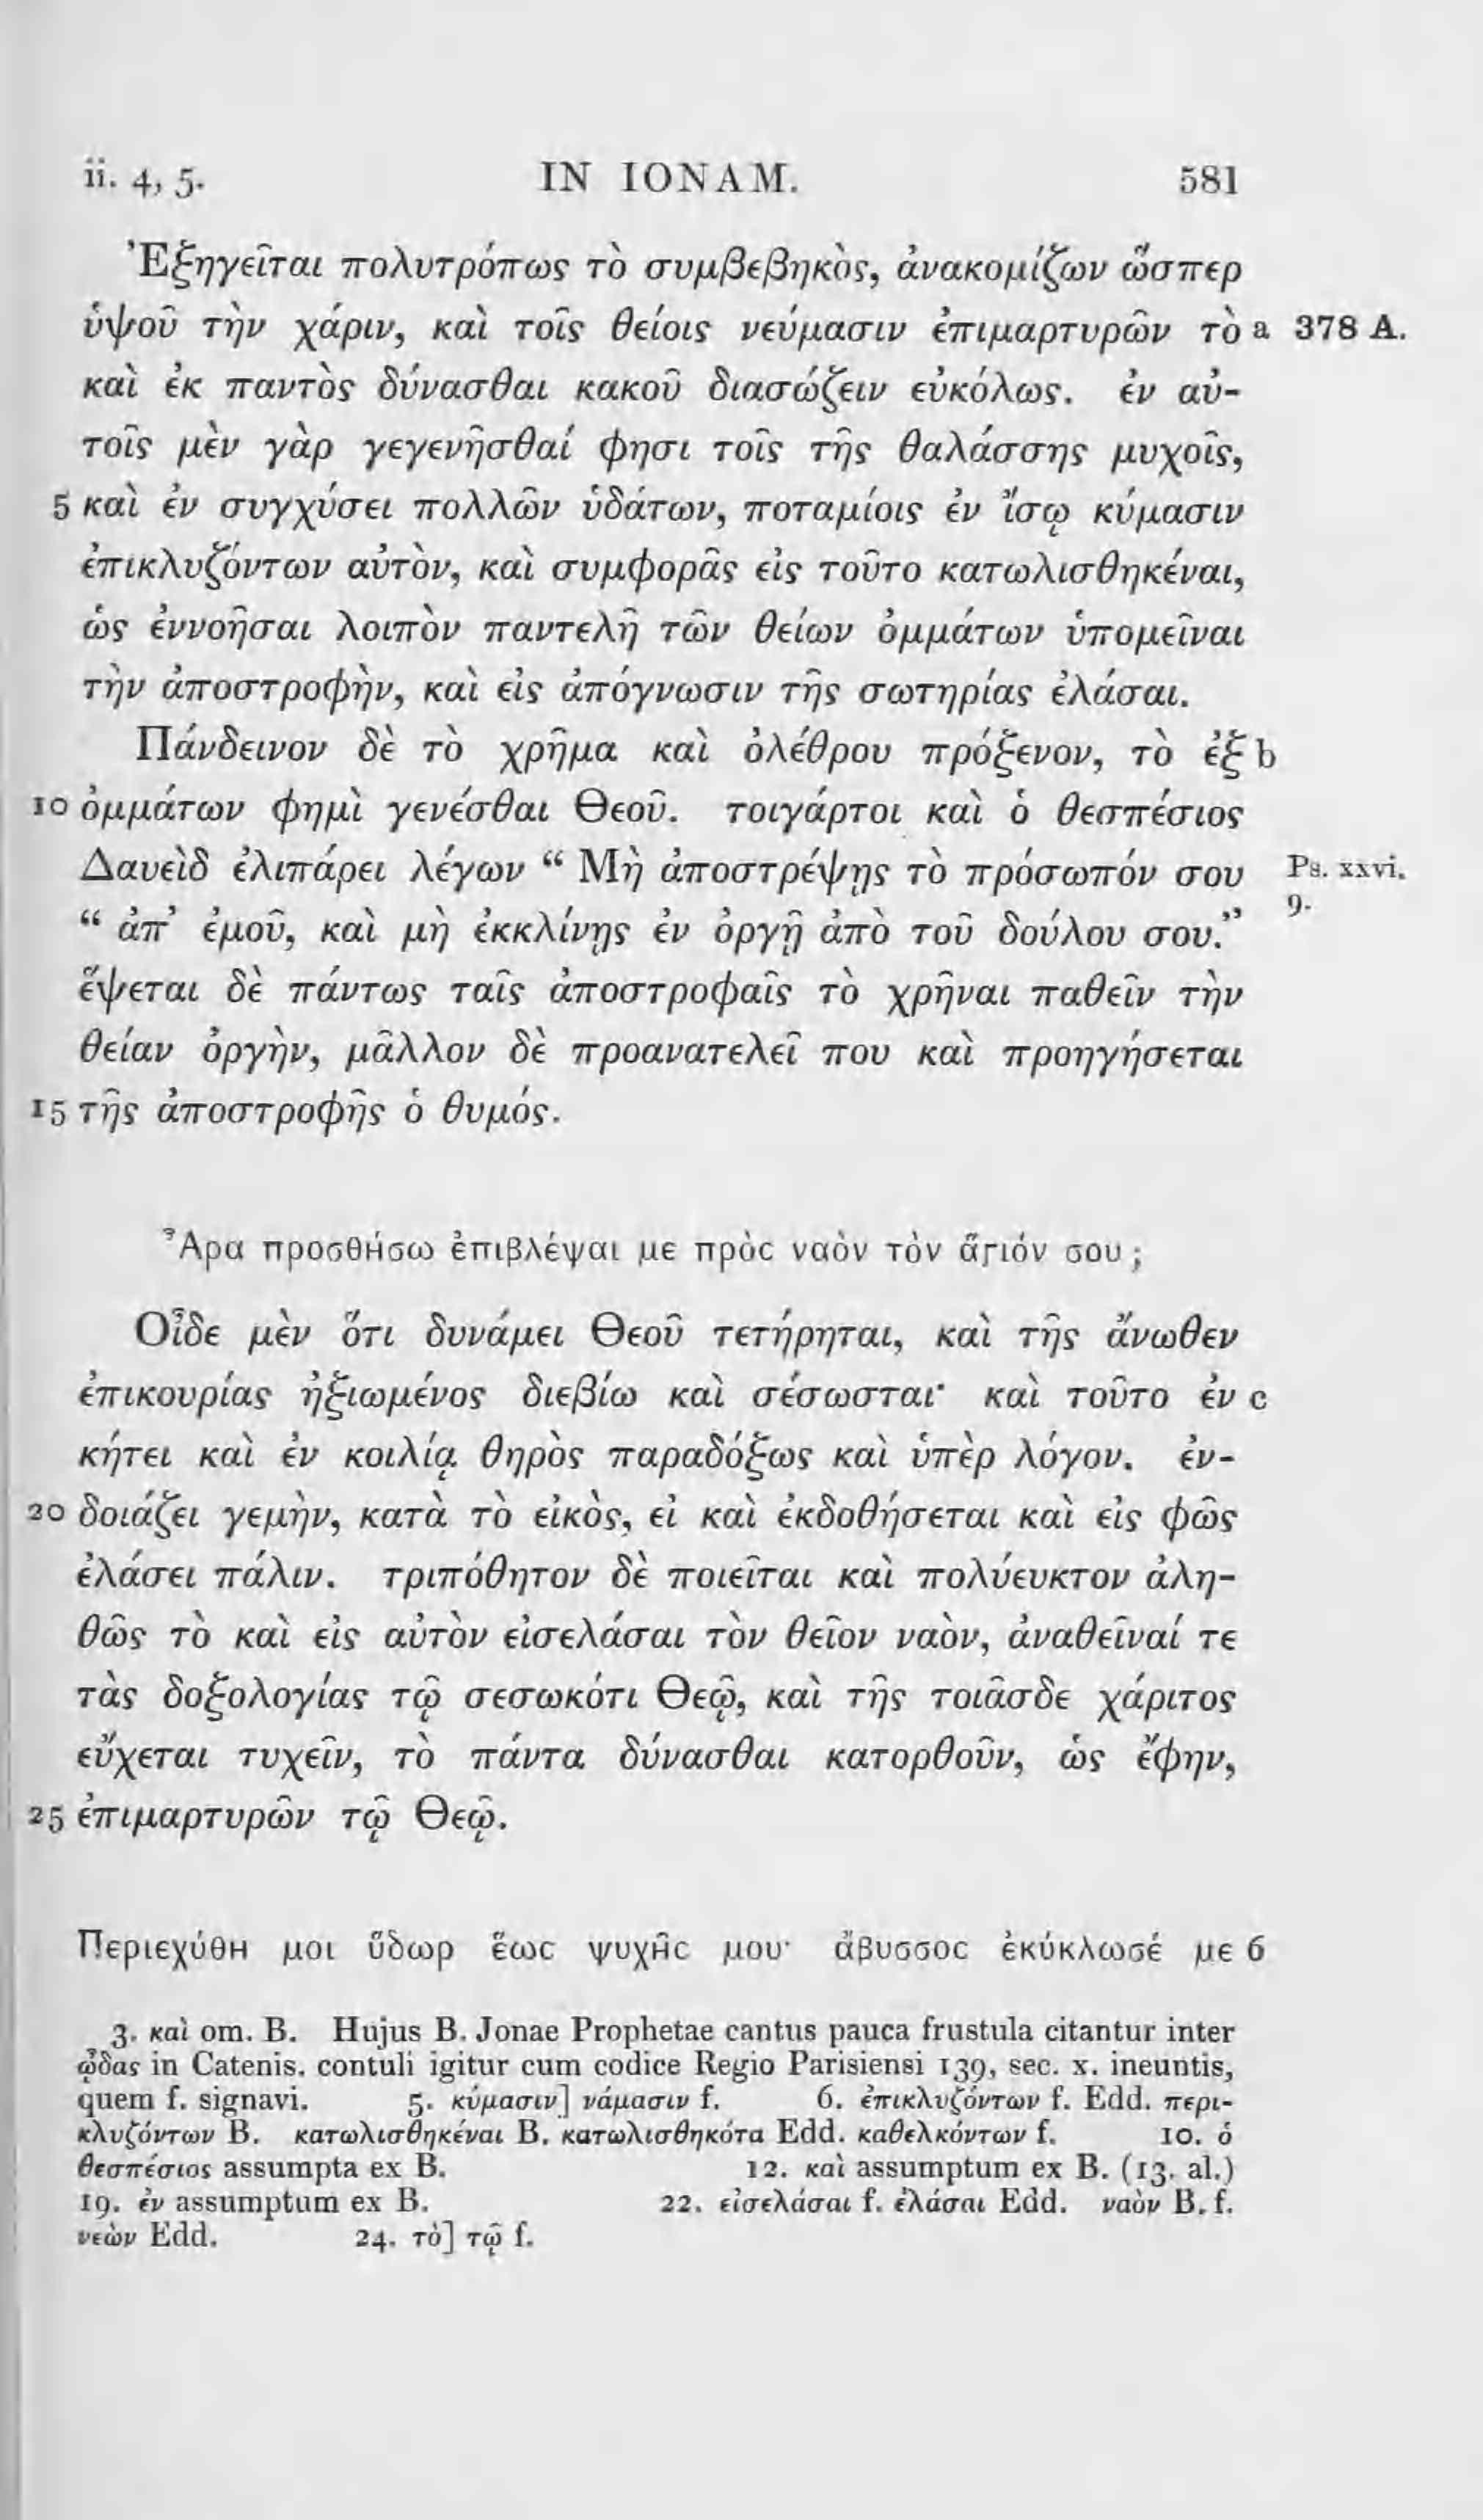 ii. 4, 5. IN IONAM. 581
Ἐξηγεῖται πολυτρόπως τὸ συμβεβηκὸς, ἀνακομίζων ὥσπερ
ὑψοῦ τὴν χάριν, καὶ τοῖς θείοις νεύμασιν ἐπιμαρτυρῶν τὸ a 378 A.
καὶ ἐκ παντὸς δύνασθαι κακοῦ διασώζειν εὐκόλως. ἐν αὐ-
τοῖς μὲν γὰρ γεγενῆσθαί φησι τοῖς τῆς θαλάσσης μυχοῖς,
5 καὶ ἐν συγχύσει πολλῶν ὑδάτων, ποταμίοις ἐν ἴσῳ κύμασιν
ἐπικλυζόντων αὐτὸν, καὶ συμφορᾶς εἰς τοῦτο κατωλισθηκέναι,
ὡς ἐννοῆσαι λοιπὸν παντελῆ τῶν θείων ὀμμάτων ὑπομεῖναι
τὴν ἀποστροφὴν, καὶ εἰς ἀπόγνωσιν τῆς σωτηρίας ἐλάσαι.
Πάνδεινον δὲ τὸ χρῆμα καὶ ὀλέθρου πρόξενον, τὸ ἐξ b
10 ὀμμάτων φημὶ γενέσθαι Θεοῦ. τοιγάρτοι καὶ ὁ θεσπέσιος
Δαυεὶδ ἐλιπάρει λέγων “ Μὴ ἀποστρέψῃς τὸ πρόσωπόν σου Ps. xxvi.
“ ἀπ’ ἐμοῦ, καὶ μὴ ἐκκλίνῃς ἐν ὀργῇ ἀπὸ τοῦ δούλου σου.” 9.
ἕψεται δὲ πάντως ταῖς ἀποστροφαῖς τὸ χρῆναι παθεῖν τὴν
θείαν ὀργὴν, μᾶλλον δὲ προανατελεῖ που καὶ προηγήσεται
15 τῆς ἀποστροφῆς ὁ θυμός.
Ἆρα προσθήσω ἐπιβλέψαι με πρὸς ναὸν τὸν ἅγιόν σου ;
Οἶδε μὲν ὅτι δυνάμει Θεοῦ τετήρηται, καὶ τῆς ἄνωθεν
ἐπικουρίας ἠξιωμένος διεβίω καὶ σέσωσται· καὶ τοῦτο ἐν c
κήτει καὶ ἐν κοιλίᾳ θηρὸς παραδόξως καὶ ὑπὲρ λόγον. ἐν-
20 δοιάζει γεμὴν, κατὰ τὸ εἰκὸς, εἰ καὶ ἐκδοθήσεται καὶ εἰς φῶς
ἐλάσει πάλιν. τριπόθητον δὲ ποιεῖται καὶ πολύευκτον ἀλη-
θῶς τὸ καὶ εἰς αὐτὸν εἰσελάσαι τὸν θεῖον ναὸν, ἀναθεῖναί τε
τὰς δοξολογίας τῷ σεσωκότι Θεῷ, καὶ τῆς τοιᾶσδε χάριτος
εὔχεται τυχεῖν, τὸ πάντα δύνασθαι κατορθοῦν, ὡς ἔφην,
25 ἐπιμαρτυρῶν τῷ Θεῷ.
Περιεχύθη μοι ὕδωρ ἕως ψυχῆς μου· ἄβυσσος ἐκύκλωσέ με 6
3. καὶ om. B. Hujus B. Jonae Prophetae cantus pauca frustula citantur inter
ᾠδας in Catenis. contuli igitur cum codice Regio Parisiensi 139, sec. x. ineuntis,
quem f. signavi. 5. κύμασιν] νάμασιν f. 6. ἐπικλυζόντων f. Edd. περι-
κλυζόντων B. κατωλισθηκέναι B. κατωλισθηκότα Edd. καθελκόντων f. 10. ὁ
θεσπέσιος assumpta ex B. 12. καὶ assumptum ex B. (13. al.)
19. ἐν assumptum ex B. 22. εἰσελάσαι f. ἐλάσαι Edd. ναὸν B. f.
νεὼν Edd. 24. τὸ] τῷ f.